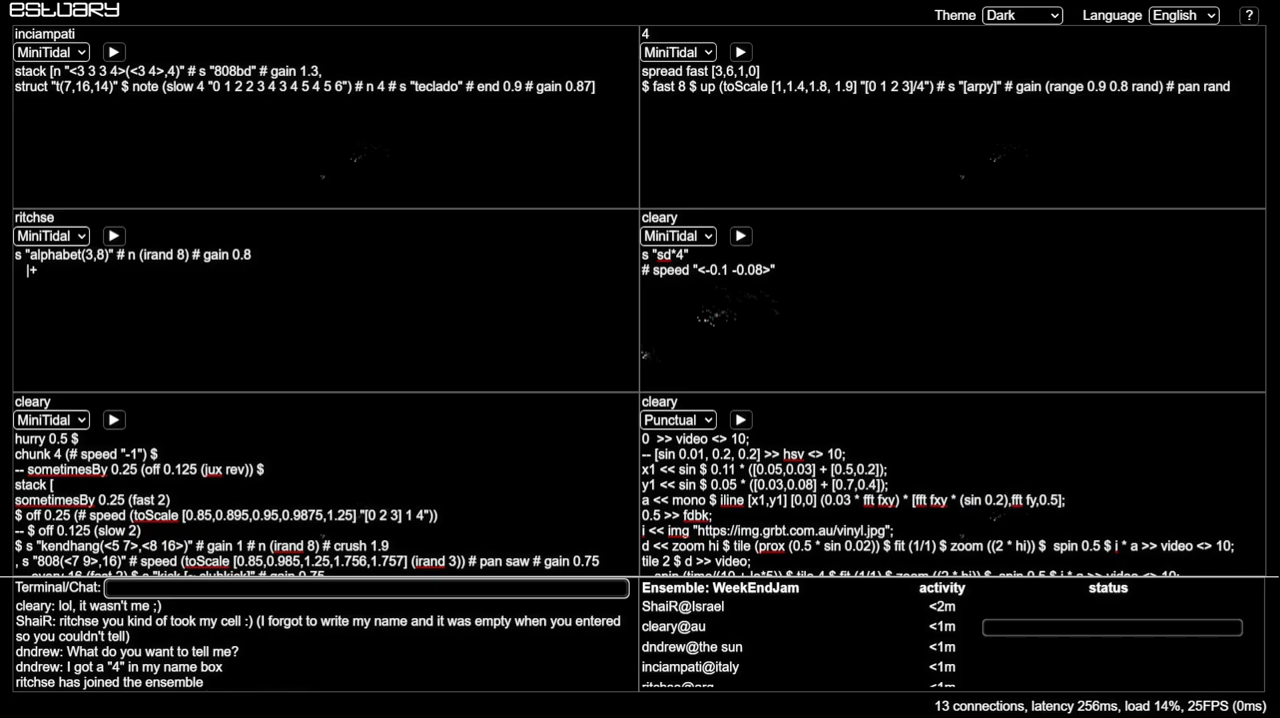 estuary
Theme Dark Language English ?
inciampati
MiniTidal
stack [n "<3 3 3 4>(<3 4>,4)" # s "808bd" # gain 1.3,
struct "t(7,16,14)" $ note (slow 4 "0 1 2 2 3 4 3 4 5 4 5 6") # n 4 # s "teclado" # end 0.9 # gain 0.87]
4
MiniTidal
spread fast [3,6,1,0]
$ fast 8 $ up (toScale [1,1.4,1.8, 1.9] "[0 1 2 3]/4") # s "[arpy]" # gain (range 0.9 0.8 rand) # pan rand
ritchse
MiniTidal
s "alphabet(3,8)" # n (irand 8) # gain 0.8
|+
cleary
MiniTidal
s "sd*4"
# speed "<-0.1 -0.08>"
cleary
MiniTidal
hurry 0.5 $
chunk 4 (# speed "-1") $
-- sometimesBy 0.25 (off 0.125 (jux rev)) $
stack [
sometimesBy 0.25 (fast 2)
$ off 0.25 (# speed (toScale [0.85,0.895,0.95,0.9875,1.25] "[0 2 3] 1 4"))
-- $ off 0.125 (slow 2)
$ s "kendhang(<5 7>,<8 16>)" # gain 1 # n (irand 8) # crush 1.9
, s "808(<7 9>,16)" # speed (toScale [0.85,0.985,1.25,1.756,1.757] (irand 3)) # pan saw # gain 0.75
cleary
Punctual
0 >> video <> 10;
-- [sin 0.01, 0.2, 0.2] >> hsv <> 10;
x1 << sin $ 0.11 * ([0.05,0.03] + [0.5,0.2]);
y1 << sin $ 0.05 * ([0.03,0.08] + [0.7,0.4]);
a << mono $ iline [x1,y1] [0,0] (0.03 * fft fxy) * [fft fxy * (sin 0.2),fft fy,0.5];
0.5 >> fdbk;
i << img "https://img.grbt.com.au/vinyl.jpg";
d << zoom hi $ tile (prox (0.5 * sin 0.02)) $ fit (1/1) $ zoom ((2 * hi)) $ spin 0.5 $ i * a >> video <> 10;
tile 2 $ d >> video;
Terminal/Chat:
cleary: lol, it wasn't me ;)
ShaiR: ritchse you kind of took my cell :) (I forgot to write my name and it was empty when you entered
so you couldn't tell)
dndrew: What do you want to tell me?
dndrew: I got a "4" in my name box
ritchse has joined the ensemble
Ensemble: WeekEndJam activity status
ShaiR@Israel <2m
cleary@au <1m
dndrew@the sun <1m
inciampati@italy <1m
ritchse@arg <1m
13 connections, latency 256ms, load 14%, 25FPS (0ms)